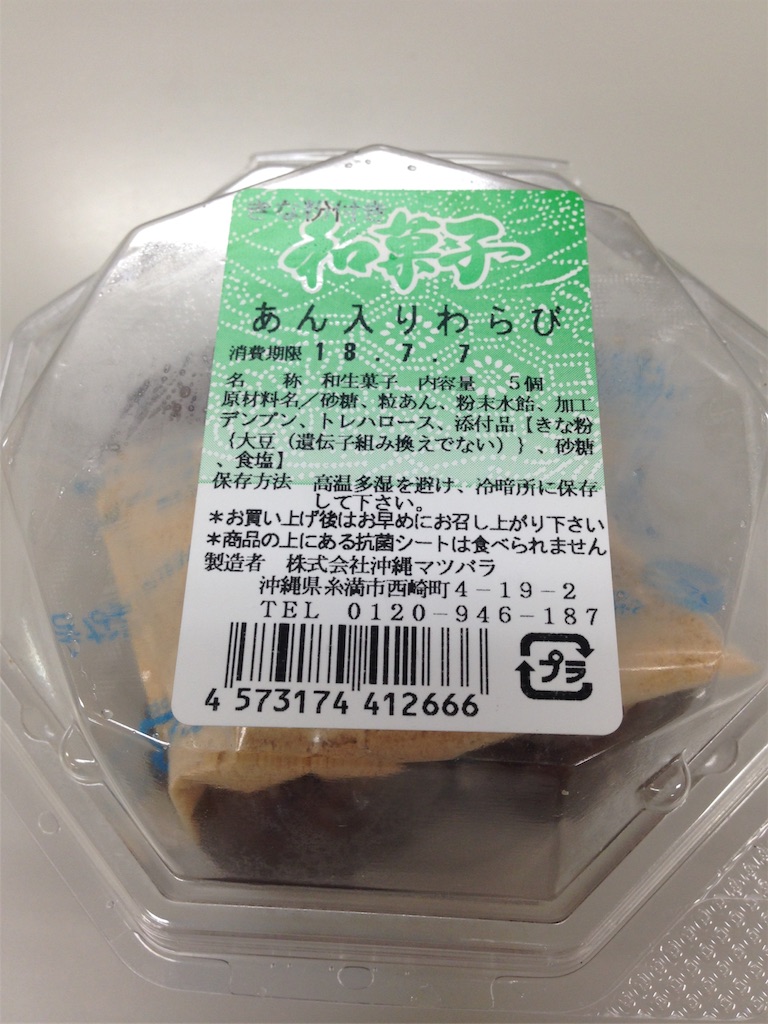 きな粉付き
和菓子
あん入りわらび
消費期限 18.7.7
名　称　和生菓子　内容量　５個
原材料名／砂糖、粒あん、粉末水飴、加工
デンプン、トレハロース、添付品【きな粉
｛大豆（遺伝子組み換えでない）｝、砂糖
、食塩】
保存方法　高温多湿を避け、冷暗所に保存
して下さい。
＊お買い上げ後はお早めにお召し上がり下さい
＊商品の上にある抗菌シートは食べられません
製造者　株式会社沖縄マツバラ
沖縄県糸満市西崎町４－１９－２
ＴＥＬ　０１２０－９４６－１８７
プラ
4 573174 412666